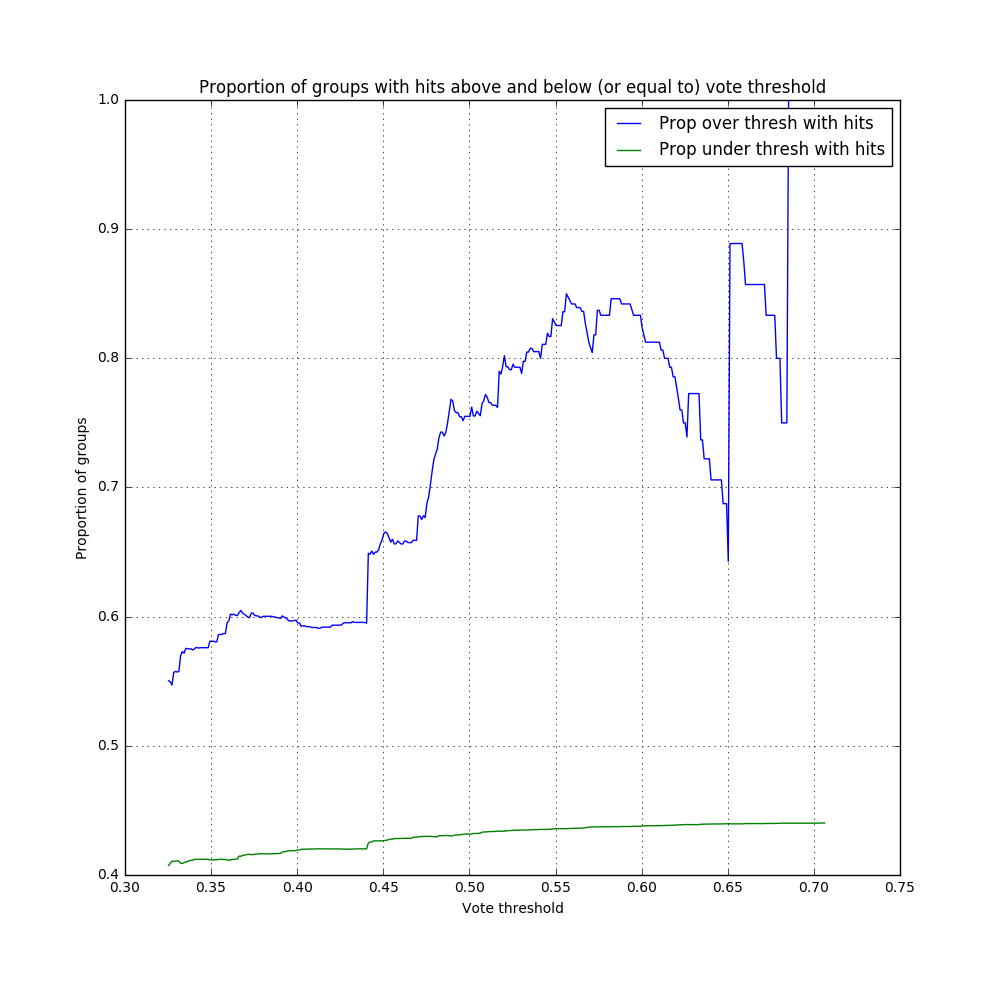 Proportion of groups with hits above and below (or equal to) vote threshold
Prop over thresh with hits
Prop under thresh with hits
1.0
0.9
0.8
0.7
0.6
0.5
0.4
Proportion of groups
0.30 0.35 0.40 0.45 0.50 0.55 0.60 0.65 0.70 0.75
Vote threshold